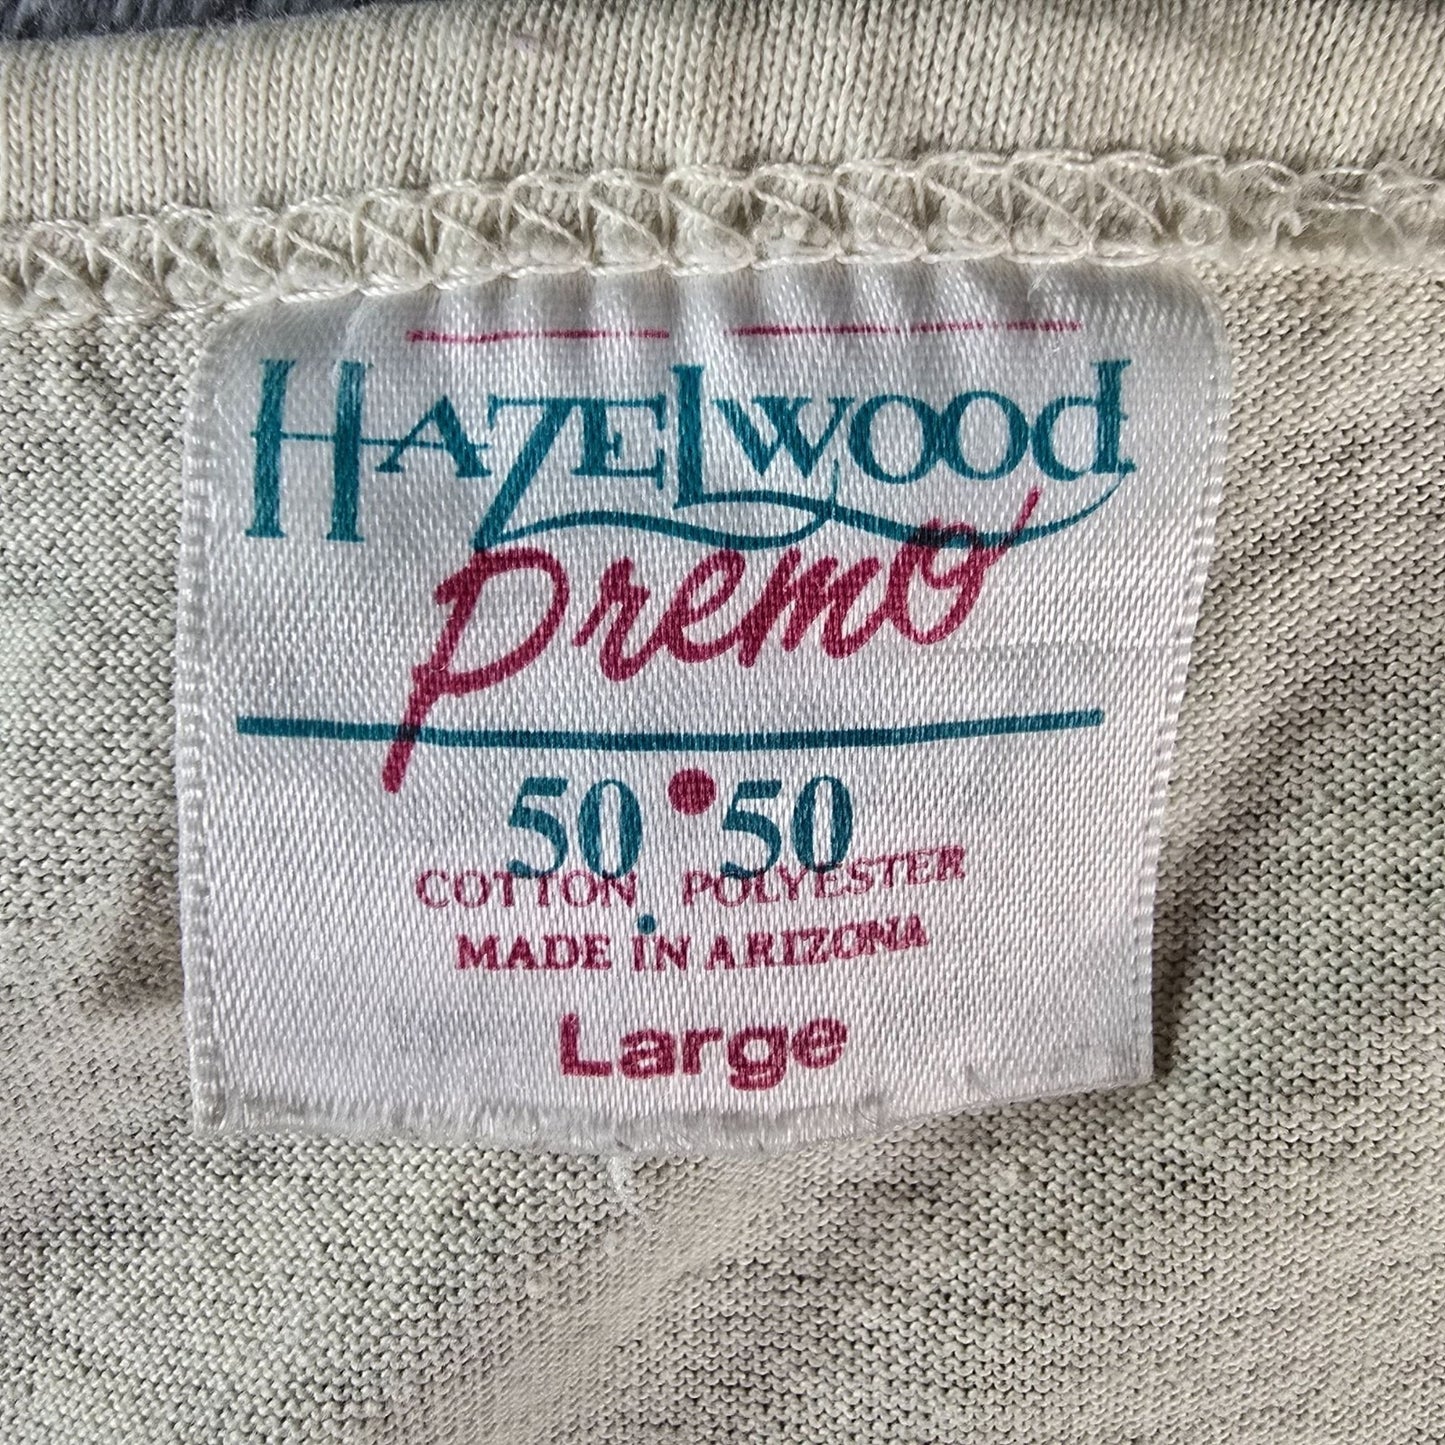 HAZELWOOD
Premo
50 • 50
COTTON POLYESTER
MADE IN ARIZONA
Large